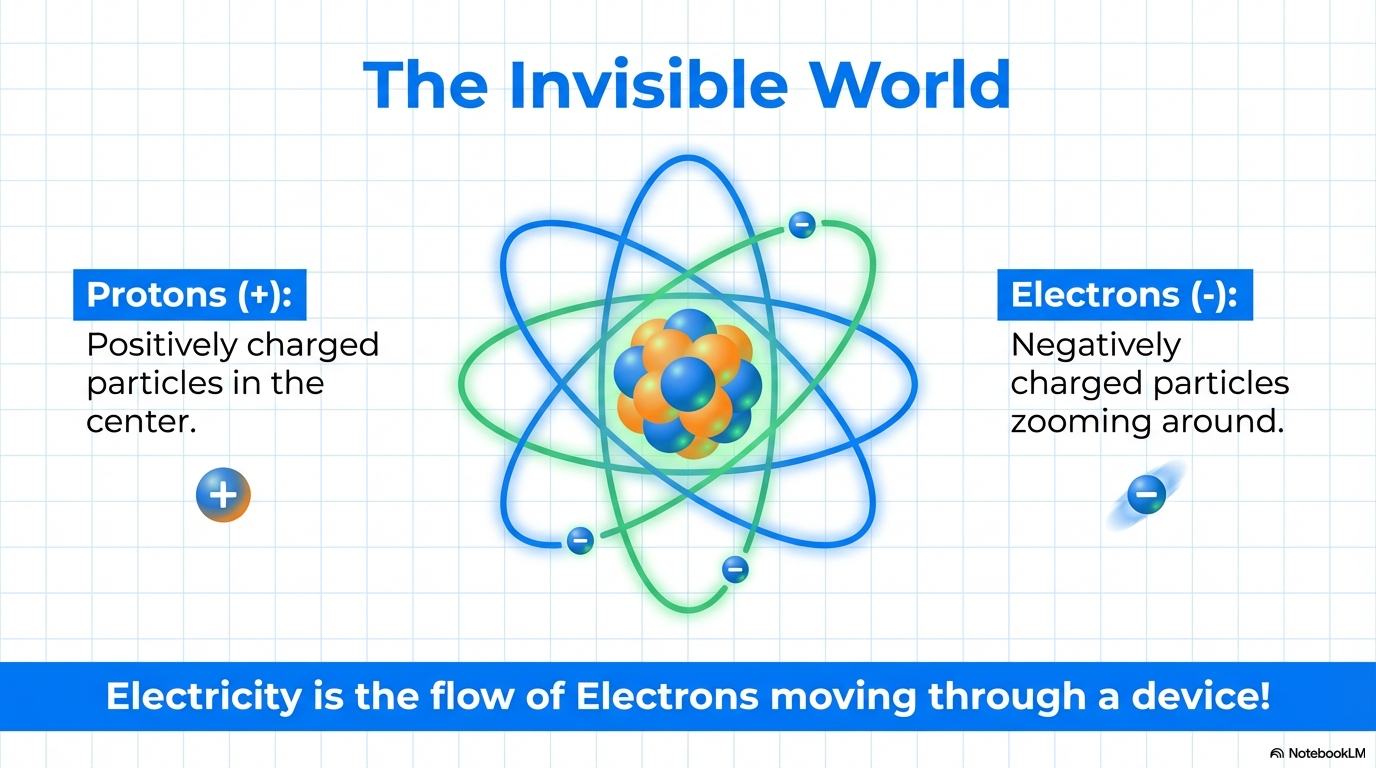 The Invisible World
Protons (+):
Positively charged
particles in the
center.
+
Electrons (-):
Negatively
charged particles
zooming around.
-
-
-
-
Electricity is the flow of Electrons moving through a device!
NotebookLM